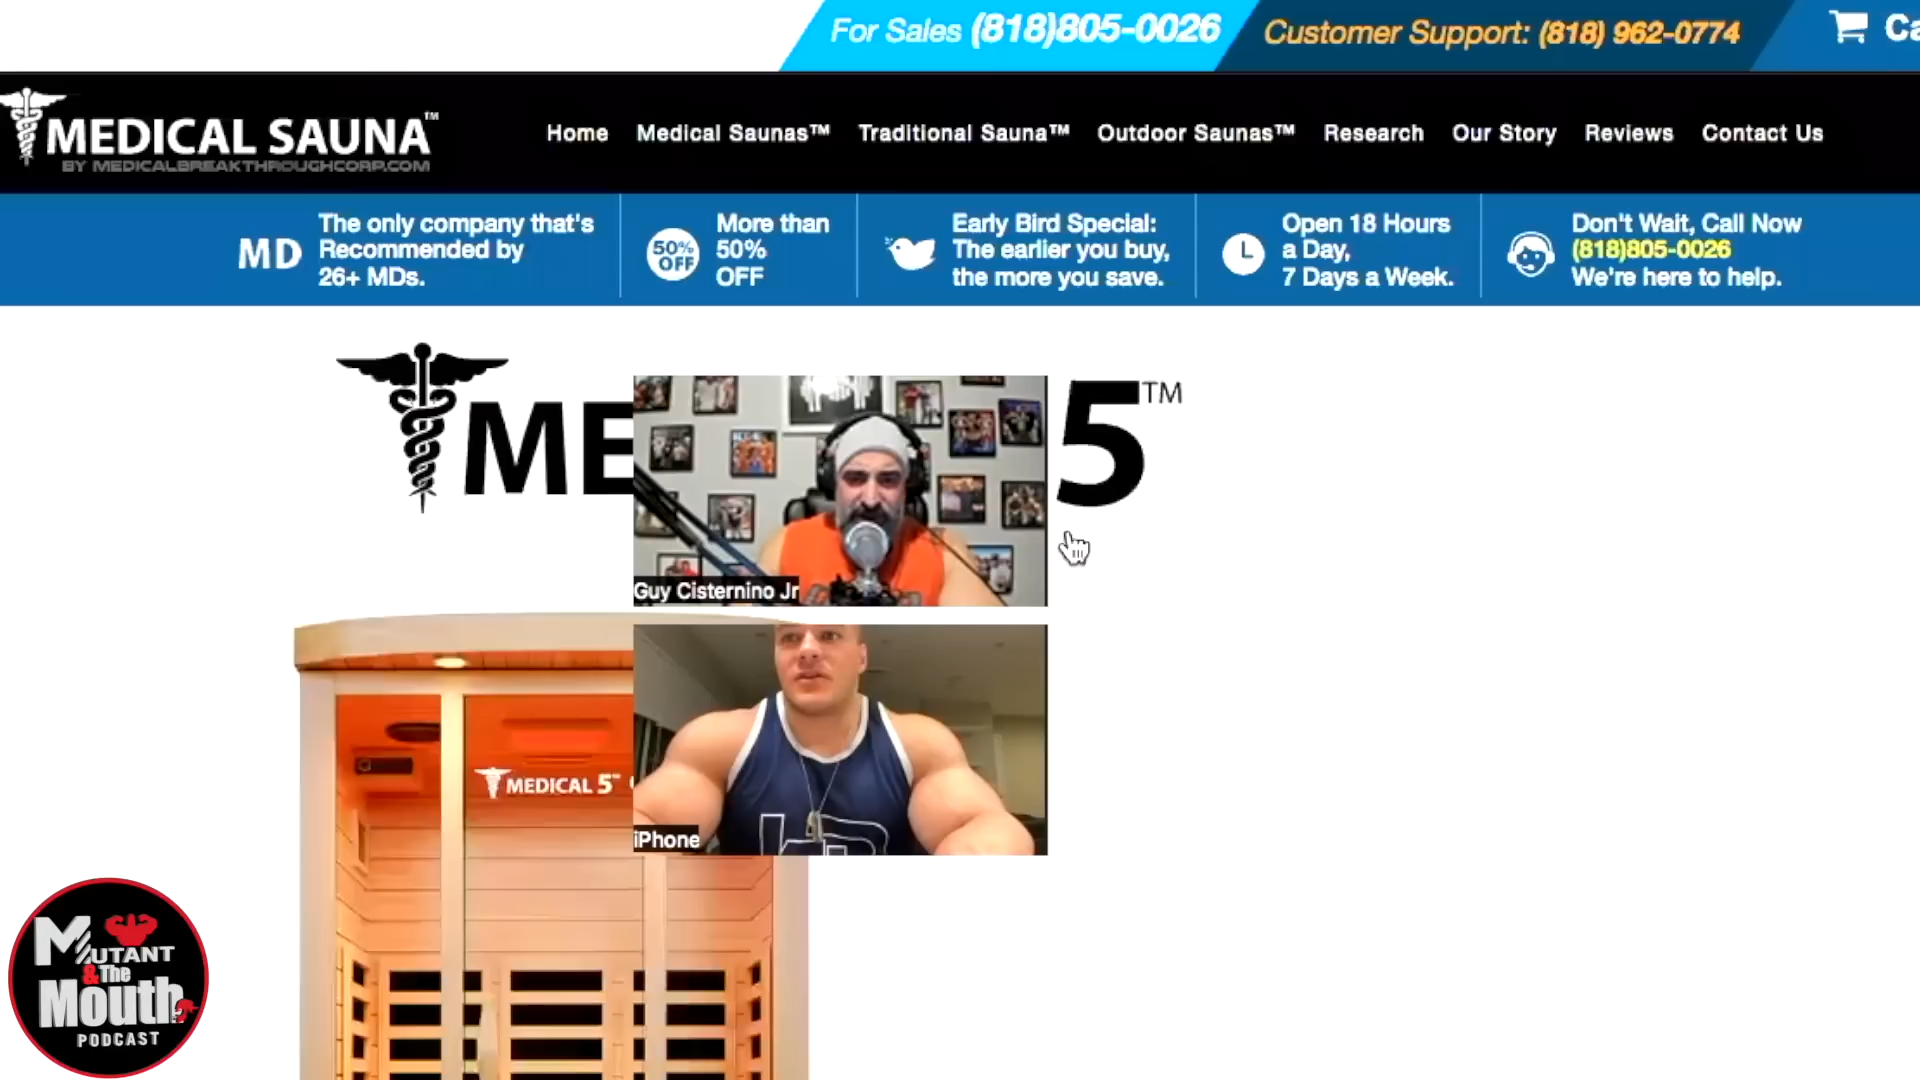 For Sales (818)805-0026
Customer Support: (818) 962-0774
MEDICAL SAUNA™
BY MEDICALBREAKTHROUGHCORP.COM
Home
Medical Saunas™
Traditional Sauna™
Outdoor Saunas™
Research
Our Story
Reviews
Contact Us
MD
The only company that's
Recommended by
26+ MDs.
50%
OFF
More than
50%
OFF
Early Bird Special:
The earlier you buy,
the more you save.
Open 18 Hours
a Day,
7 Days a Week.
Don't Wait, Call Now
(818)805-0026
We're here to help.
5™
Guy Cisternino Jr
MEDICAL 5™
iPhone
MUTANT
&The
Mouth
PODCAST